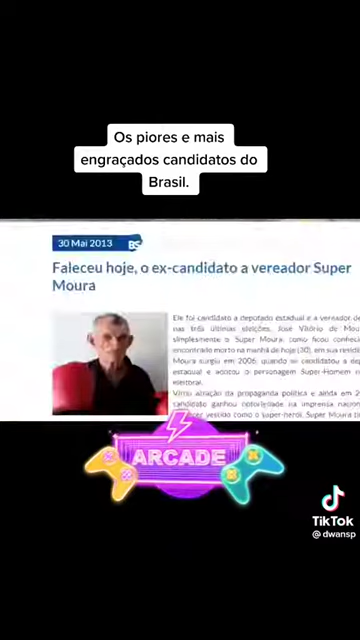 Os piores e mais
engraçados candidatos do
Brasil.
30 Mai 2013
BS
Faleceu hoje, o ex-candidato a vereador Super
Moura
Ele foi candidato a deputado estadual e a vereador de
nas três últimas eleições. José Vitório de Mou
simplesmente o Super Moura, como ficou conhecid
encontrado morto na manhã de hoje (30), em sua resid
Moura surgiu em 2006, quando se candidatou a dep
estadual e adotou o personagem Super-Homem n
eleitoral.
Virou atração da propaganda política e ainda em 2
candidato ganhou notoriedade na imprensa nacion
cer vestido como o super-herói. Super Moura
ARCADE
TikTok
@dwansp